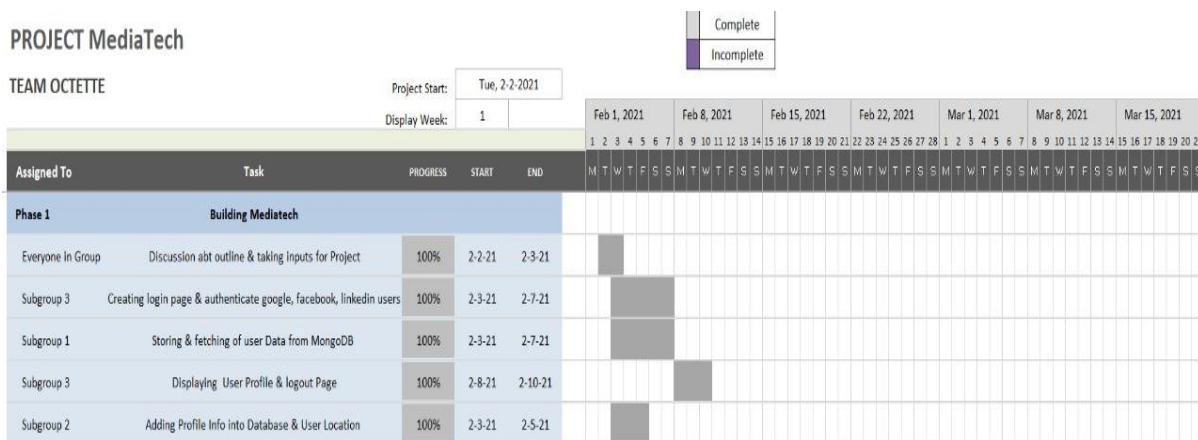 Complete
PROJECT MediaTech
Incomplete
TEAM OCTETTE
Project Start: Tue, 2-2-2021
Display Week: 1
Feb 1, 2021 Feb 8, 2021 Feb 15, 2021 Feb 22, 2021 Mar 1, 2021 Mar 8, 2021 Mar 15, 2021
1 2 3 4 5 6 7 8 9 10 11 12 13 14 15 16 17 18 19 20 21 22 23 24 25 26 27 28 1 2 3 4 5 6 7 8 9 10 11 12 13 14 15 16 17 18 19 20 2
Assigned To Task PROGRESS START END M T W T F S S M T W T F S S M T W T F S S M T W T F S S M T W T F S S M T W T F S S M T W T F S S
Phase 1 Building Mediatech
Everyone in Group Discussion abt outline & taking inputs for Project 100% 2-2-21 2-3-21
Subgroup 3 Creating login page & authenticate google, facebook, linkedin users 100% 2-3-21 2-7-21
Subgroup 1 Storing & fetching of user Data from MongoDB 100% 2-3-21 2-7-21
Subgroup 3 Displaying User Profile & logout Page 100% 2-8-21 2-10-21
Subgroup 2 Adding Profile Info into Database & User Location 100% 2-3-21 2-5-21